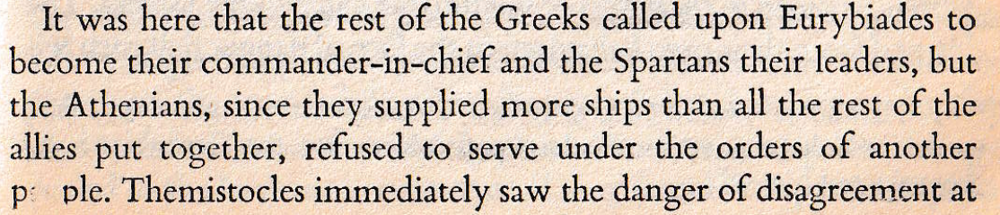 It was here that the rest of the Greeks called upon Eurybiades to
become their commander-in-chief and the Spartans their leaders, but
the Athenians, since they supplied more ships than all the rest of the
allies put together, refused to serve under the orders of another
ple. Themistocles immediately saw the danger of disagreement at